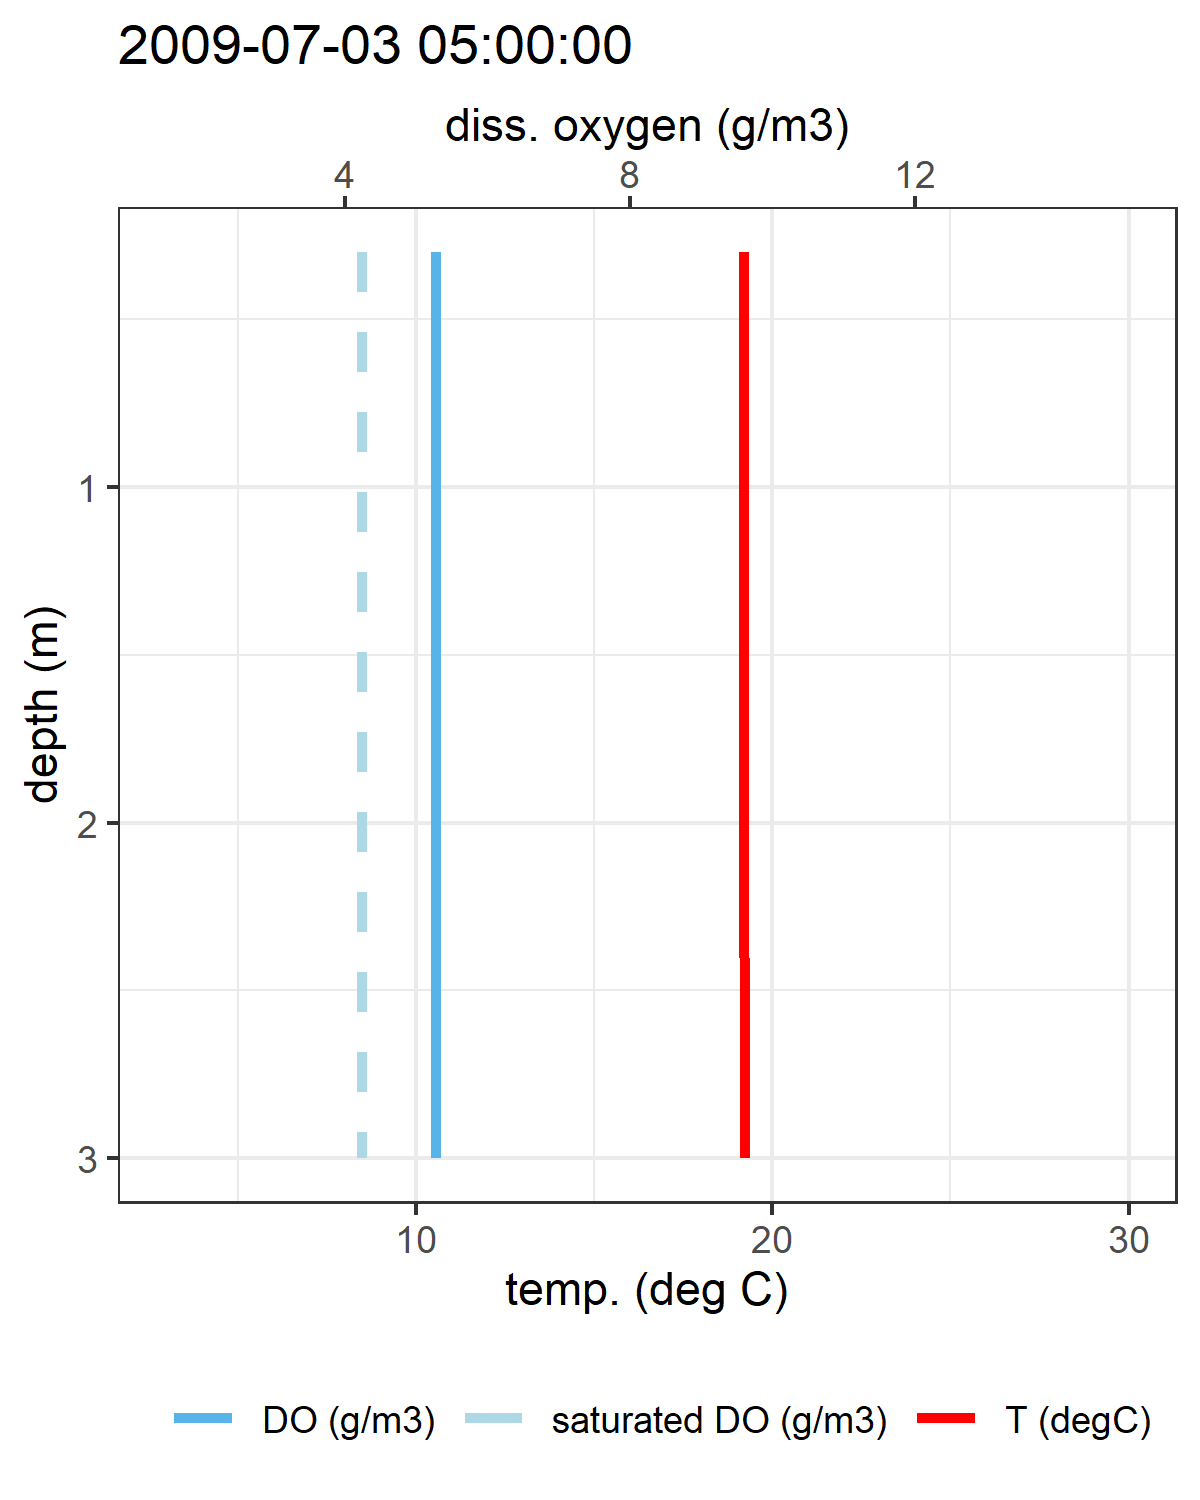 2009-07-03 05:00:00
diss. oxygen (g/m3)
4 8 12
depth (m)
1
2
3
10 20 30
temp. (deg C)
DO (g/m3) saturated DO (g/m3) T (degC)